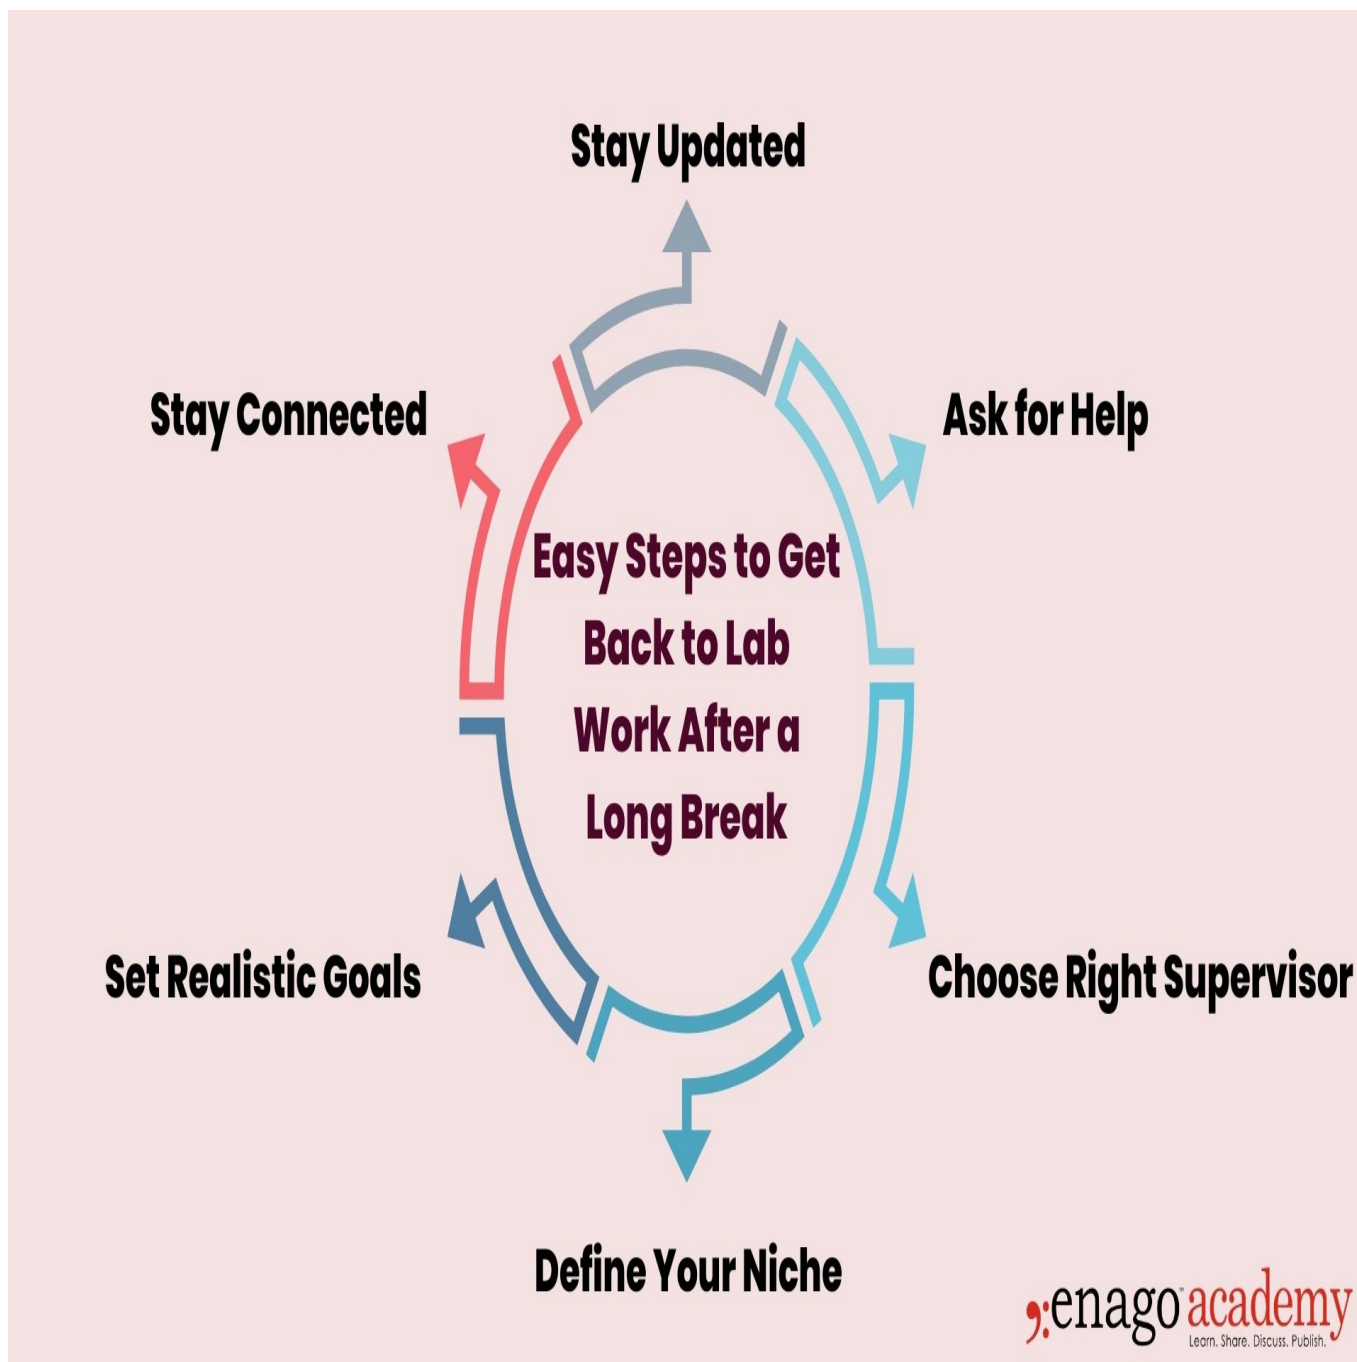 Stay Updated
Stay Connected
Ask for Help
Easy Steps to Get
Back to Lab
Work After a
Long Break
Set Realistic Goals
Choose Right Supervisor
Define Your Niche
enago™ academy
Learn. Share. Discuss. Publish.